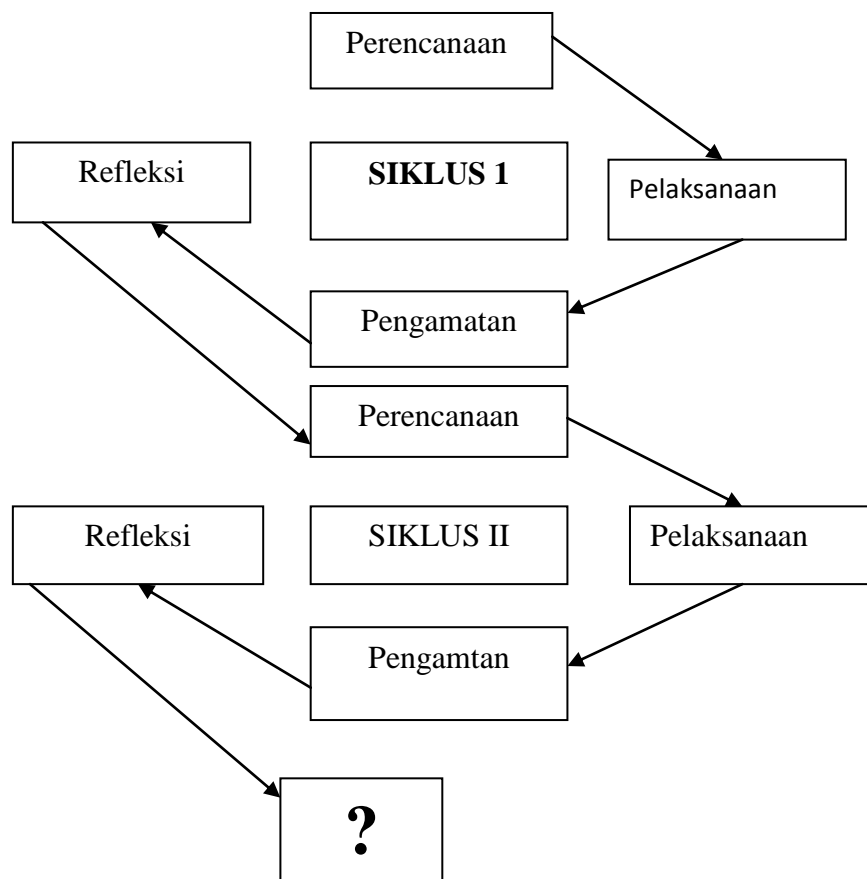 Perencanaan
Refleksi
SIKLUS 1
Pelaksanaan
Pengamatan
Perencanaan
Refleksi
SIKLUS II
Pelaksanaan
Pengamtan
?